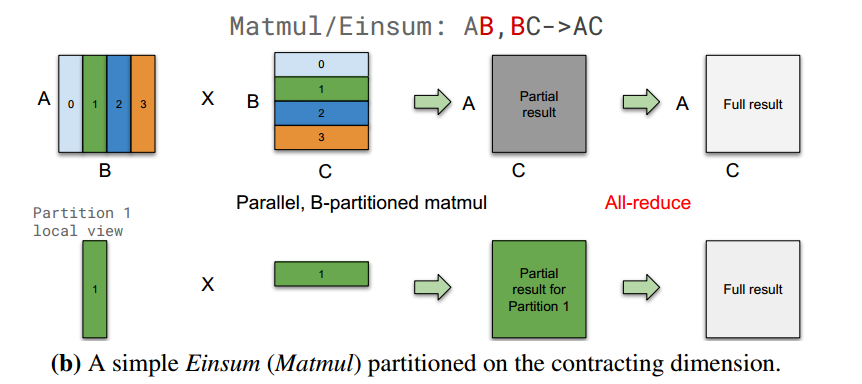 Matmul/Einsum: AB,BC->AC
A 0 1 2 3 X B 0 1 2 3 A Partial result A Full result
B C C C
Parallel, B-partitioned matmul All-reduce
Partition 1
local view
1 X 1 Partial result for Partition 1 Full result
(b) A simple Einsum (Matmul) partitioned on the contracting dimension.